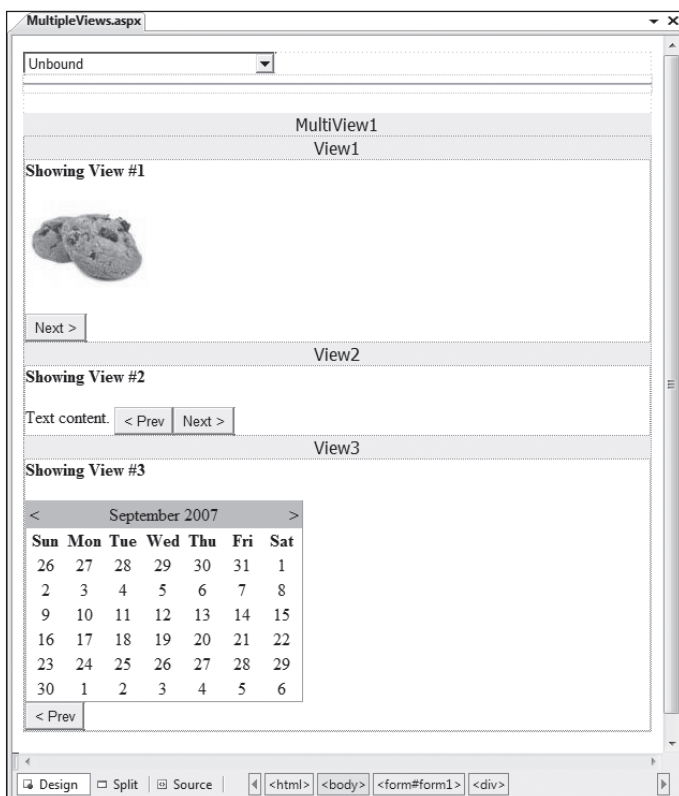 MultipleViews.aspx
Unbound
MultiView1
View1
Showing View #1
Next >
View2
Showing View #2
Text content. < Prev Next >
View3
Showing View #3
< September 2007 >
Sun Mon Tue Wed Thu Fri Sat
26 27 28 29 30 31 1
2 3 4 5 6 7 8
9 10 11 12 13 14 15
16 17 18 19 20 21 22
23 24 25 26 27 28 29
30 1 2 3 4 5 6
< Prev
Design Split Source <html> <body> <form#form1> <div>